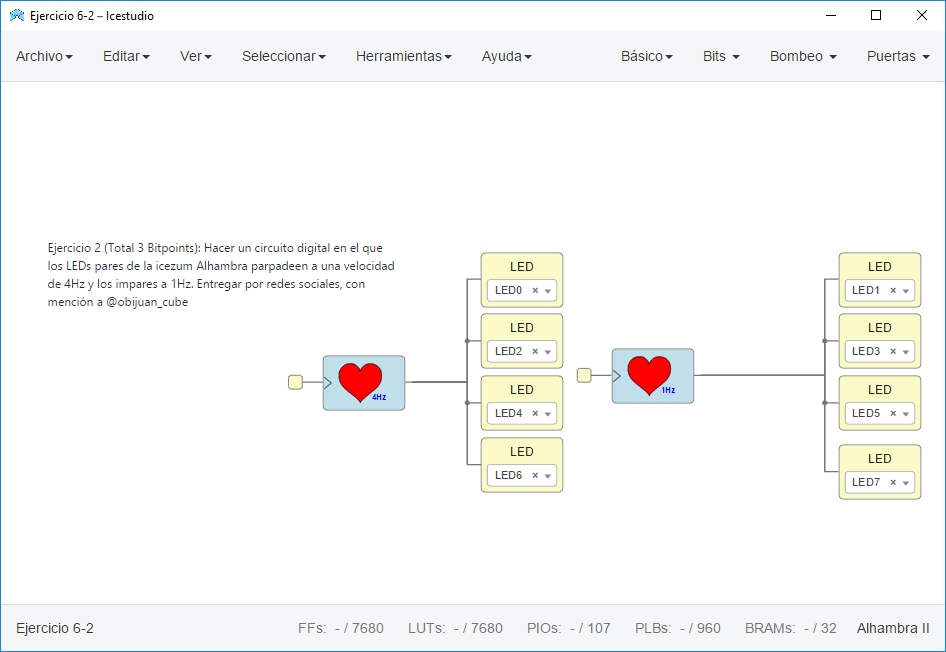 Ejercicio 6-2 – Icestudio
Archivo Editar Ver Seleccionar Herramientas Ayuda Básico Bits Bombeo Puertas
Ejercicio 2 (Total 3 Bitpoints): Hacer un circuito digital en el que
los LEDs pares de la icezum Alhambra parpadeen a una velocidad
de 4Hz y los impares a 1Hz. Entregar por redes sociales, con
mención a @obijuan_cube
4Hz
LED
LED0 ×
LED
LED2 ×
LED
LED4 ×
LED
LED6 ×
1Hz
LED
LED1 ×
LED
LED3 ×
LED
LED5 ×
LED
LED7 ×
Ejercicio 6-2 FFs: - / 7680 LUTs: - / 7680 PIOs: - / 107 PLBs: - / 960 BRAMs: - / 32 Alhambra II